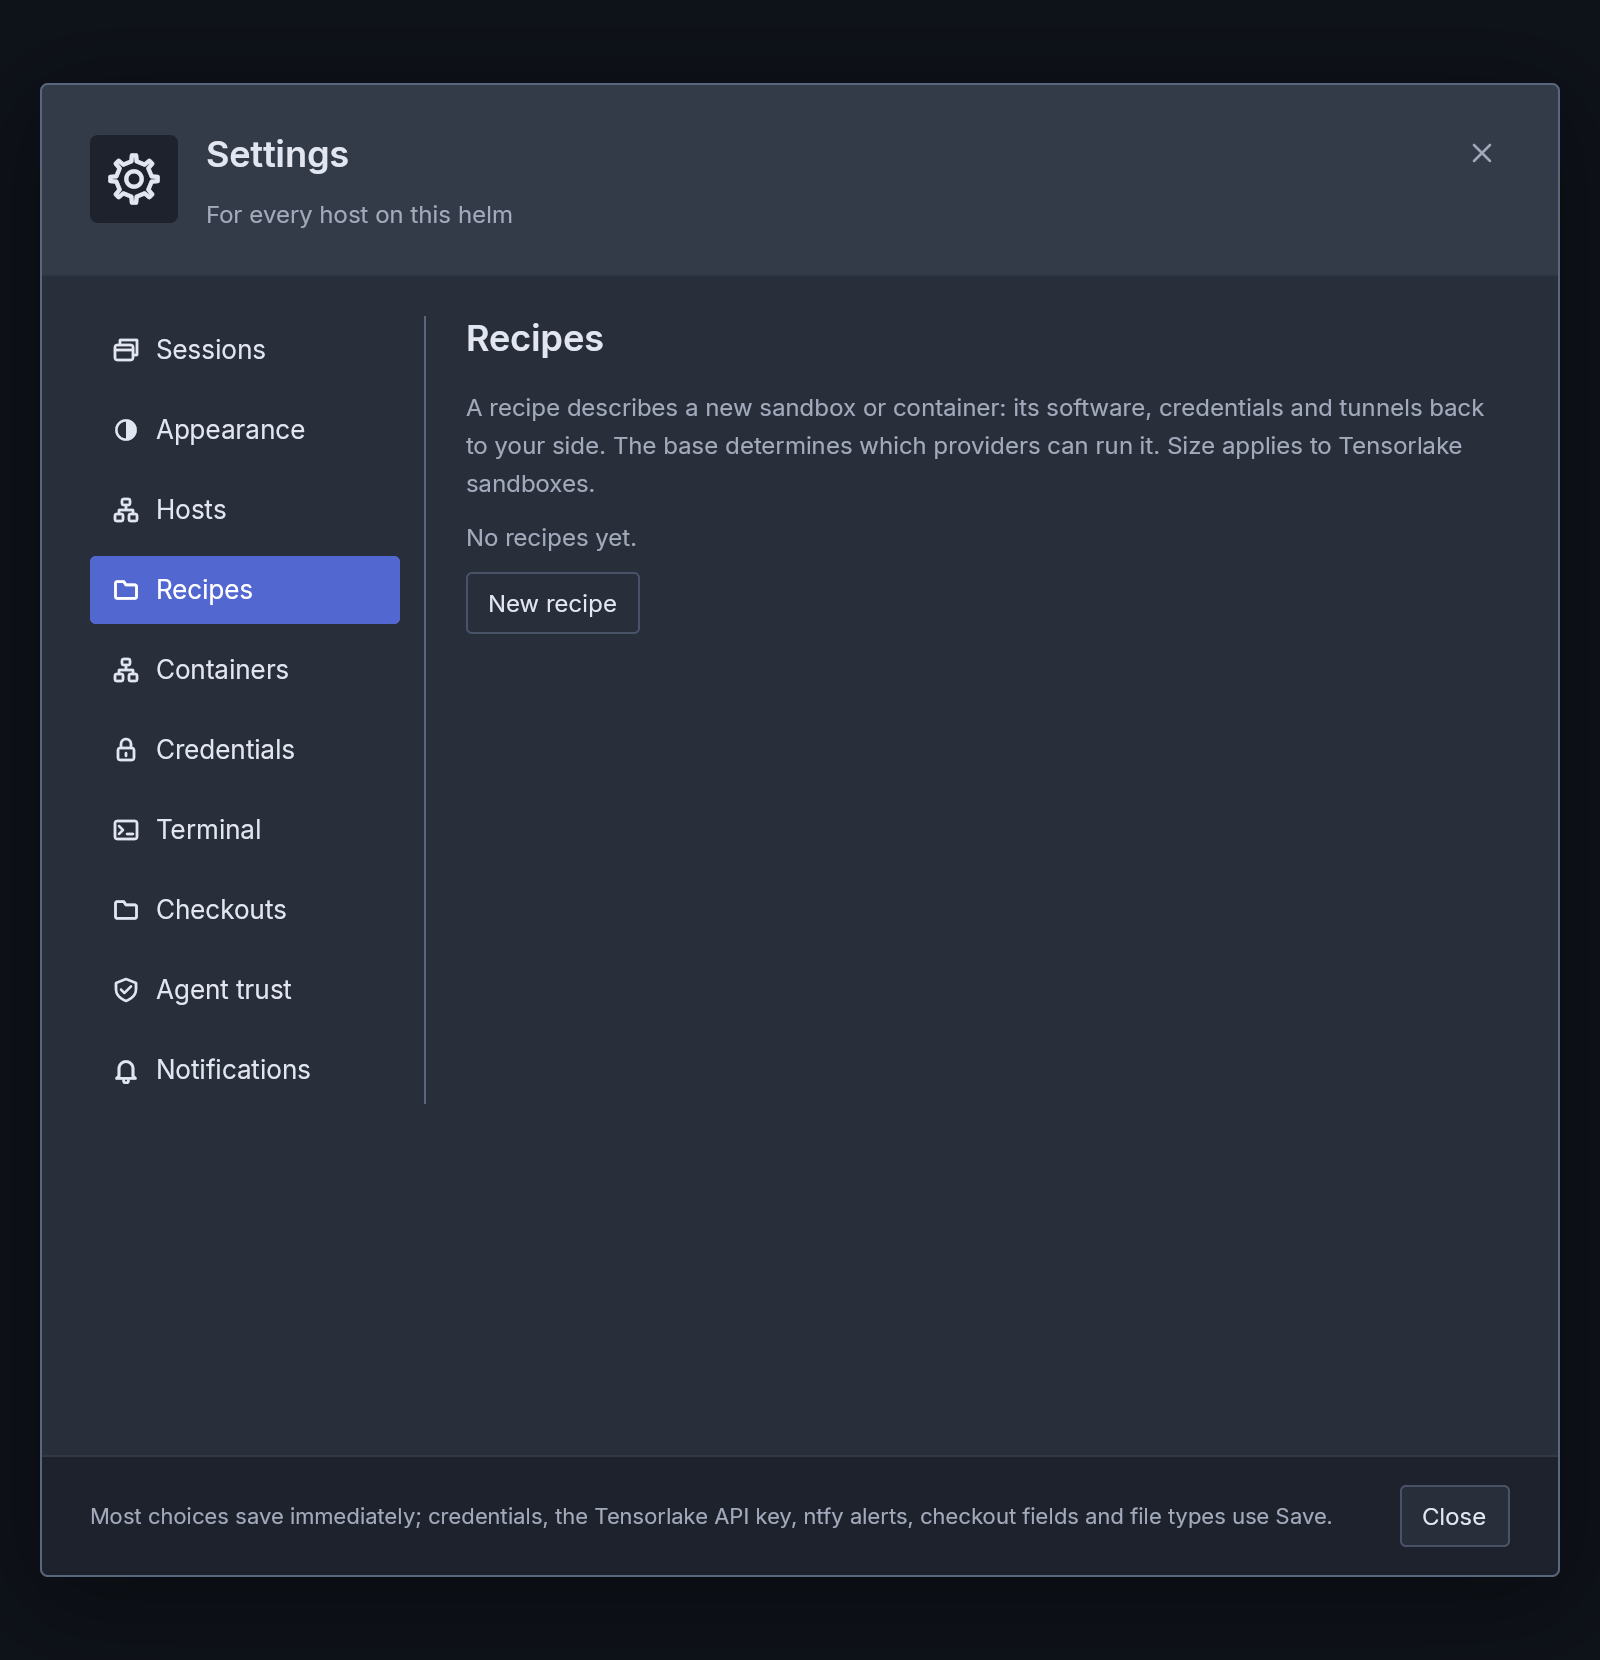 Settings
For every host on this helm
Sessions
Appearance
Hosts
Recipes
Containers
Credentials
Terminal
Checkouts
Agent trust
Notifications
Recipes
A recipe describes a new sandbox or container: its software, credentials and tunnels back
to your side. The base determines which providers can run it. Size applies to Tensorlake
sandboxes.
No recipes yet.
New recipe
Most choices save immediately; credentials, the Tensorlake API key, ntfy alerts, checkout fields and file types use Save.
Close